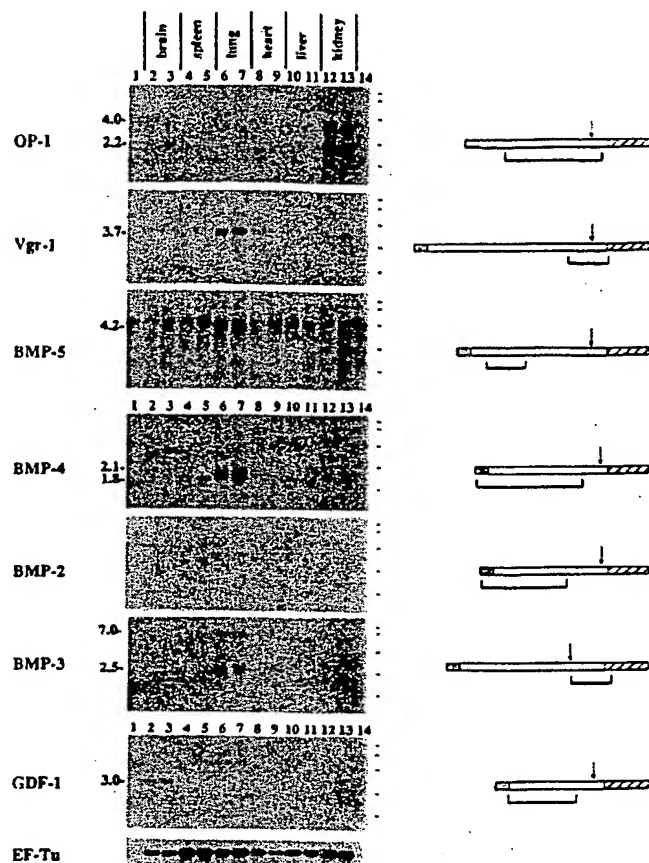 brain spleen lung heart liver kidney
1 2 3 4 5 6 7 8 9 10 11 12 13 14
4.0-
OP-1 2.2-
Vgr-1 3.7-
4.2-
BMP-5
1 2 3 4 5 6 7 8 9 10 11 12 13 14
BMP-4 2.1-
1.8-
BMP-2
7.0-
BMP-3 2.5-
1 2 3 4 5 6 7 8 9 10 11 12 13 14
GDF-1 3.0-
EF-Tu